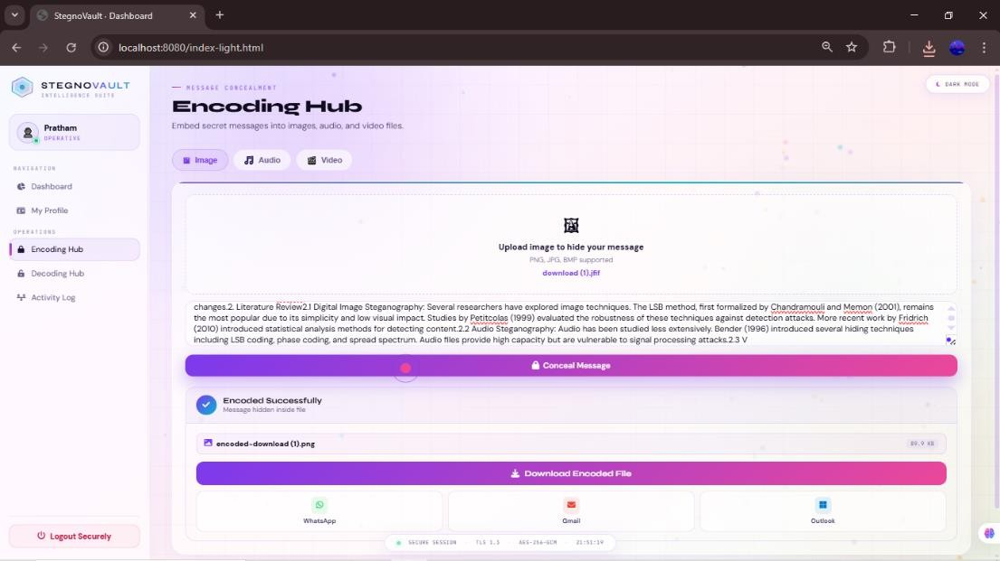 StegnoVault · Dashboard
localhost:8080/index-light.html
STEGNOVAULT
INTELLIGENCE SUITE
Pratham
OPERATIVE
NAVIGATION
Dashboard
My Profile
OPERATIONS
Encoding Hub
Decoding Hub
Activity Log
Logout Securely
MESSAGE CONCEALMENT
DARK MODE
Encoding Hub
Embed secret messages into images, audio, and video files.
Image Audio Video
Upload image to hide your message
PNG, JPG, BMP supported
download (1).jfif
changes.2. Literature Review2.1 Digital Image Steganography: Several researchers have explored image techniques. The LSB method, first formalized by Chandramouli and Memon (2001), remains
the most popular due to its simplicity and low visual impact. Studies by Petitcolas (1999) evaluated the robustness of these techniques against detection attacks. More recent work by Fridrich
(2010) introduced statistical analysis methods for detecting content.2.2 Audio Steganography: Audio has been studied less extensively. Bender (1996) introduced several hiding techniques
including LSB coding, phase coding, and spread spectrum. Audio files provide high capacity but are vulnerable to signal processing attacks.2.3 V
Conceal Message
Encoded Successfully
Message hidden inside file
encoded-download (1).png 89.9 KB
Download Encoded File
WhatsApp Gmail Outlook
SECURE SESSION TLS 1.3 AES-256-GCM 21:51:19